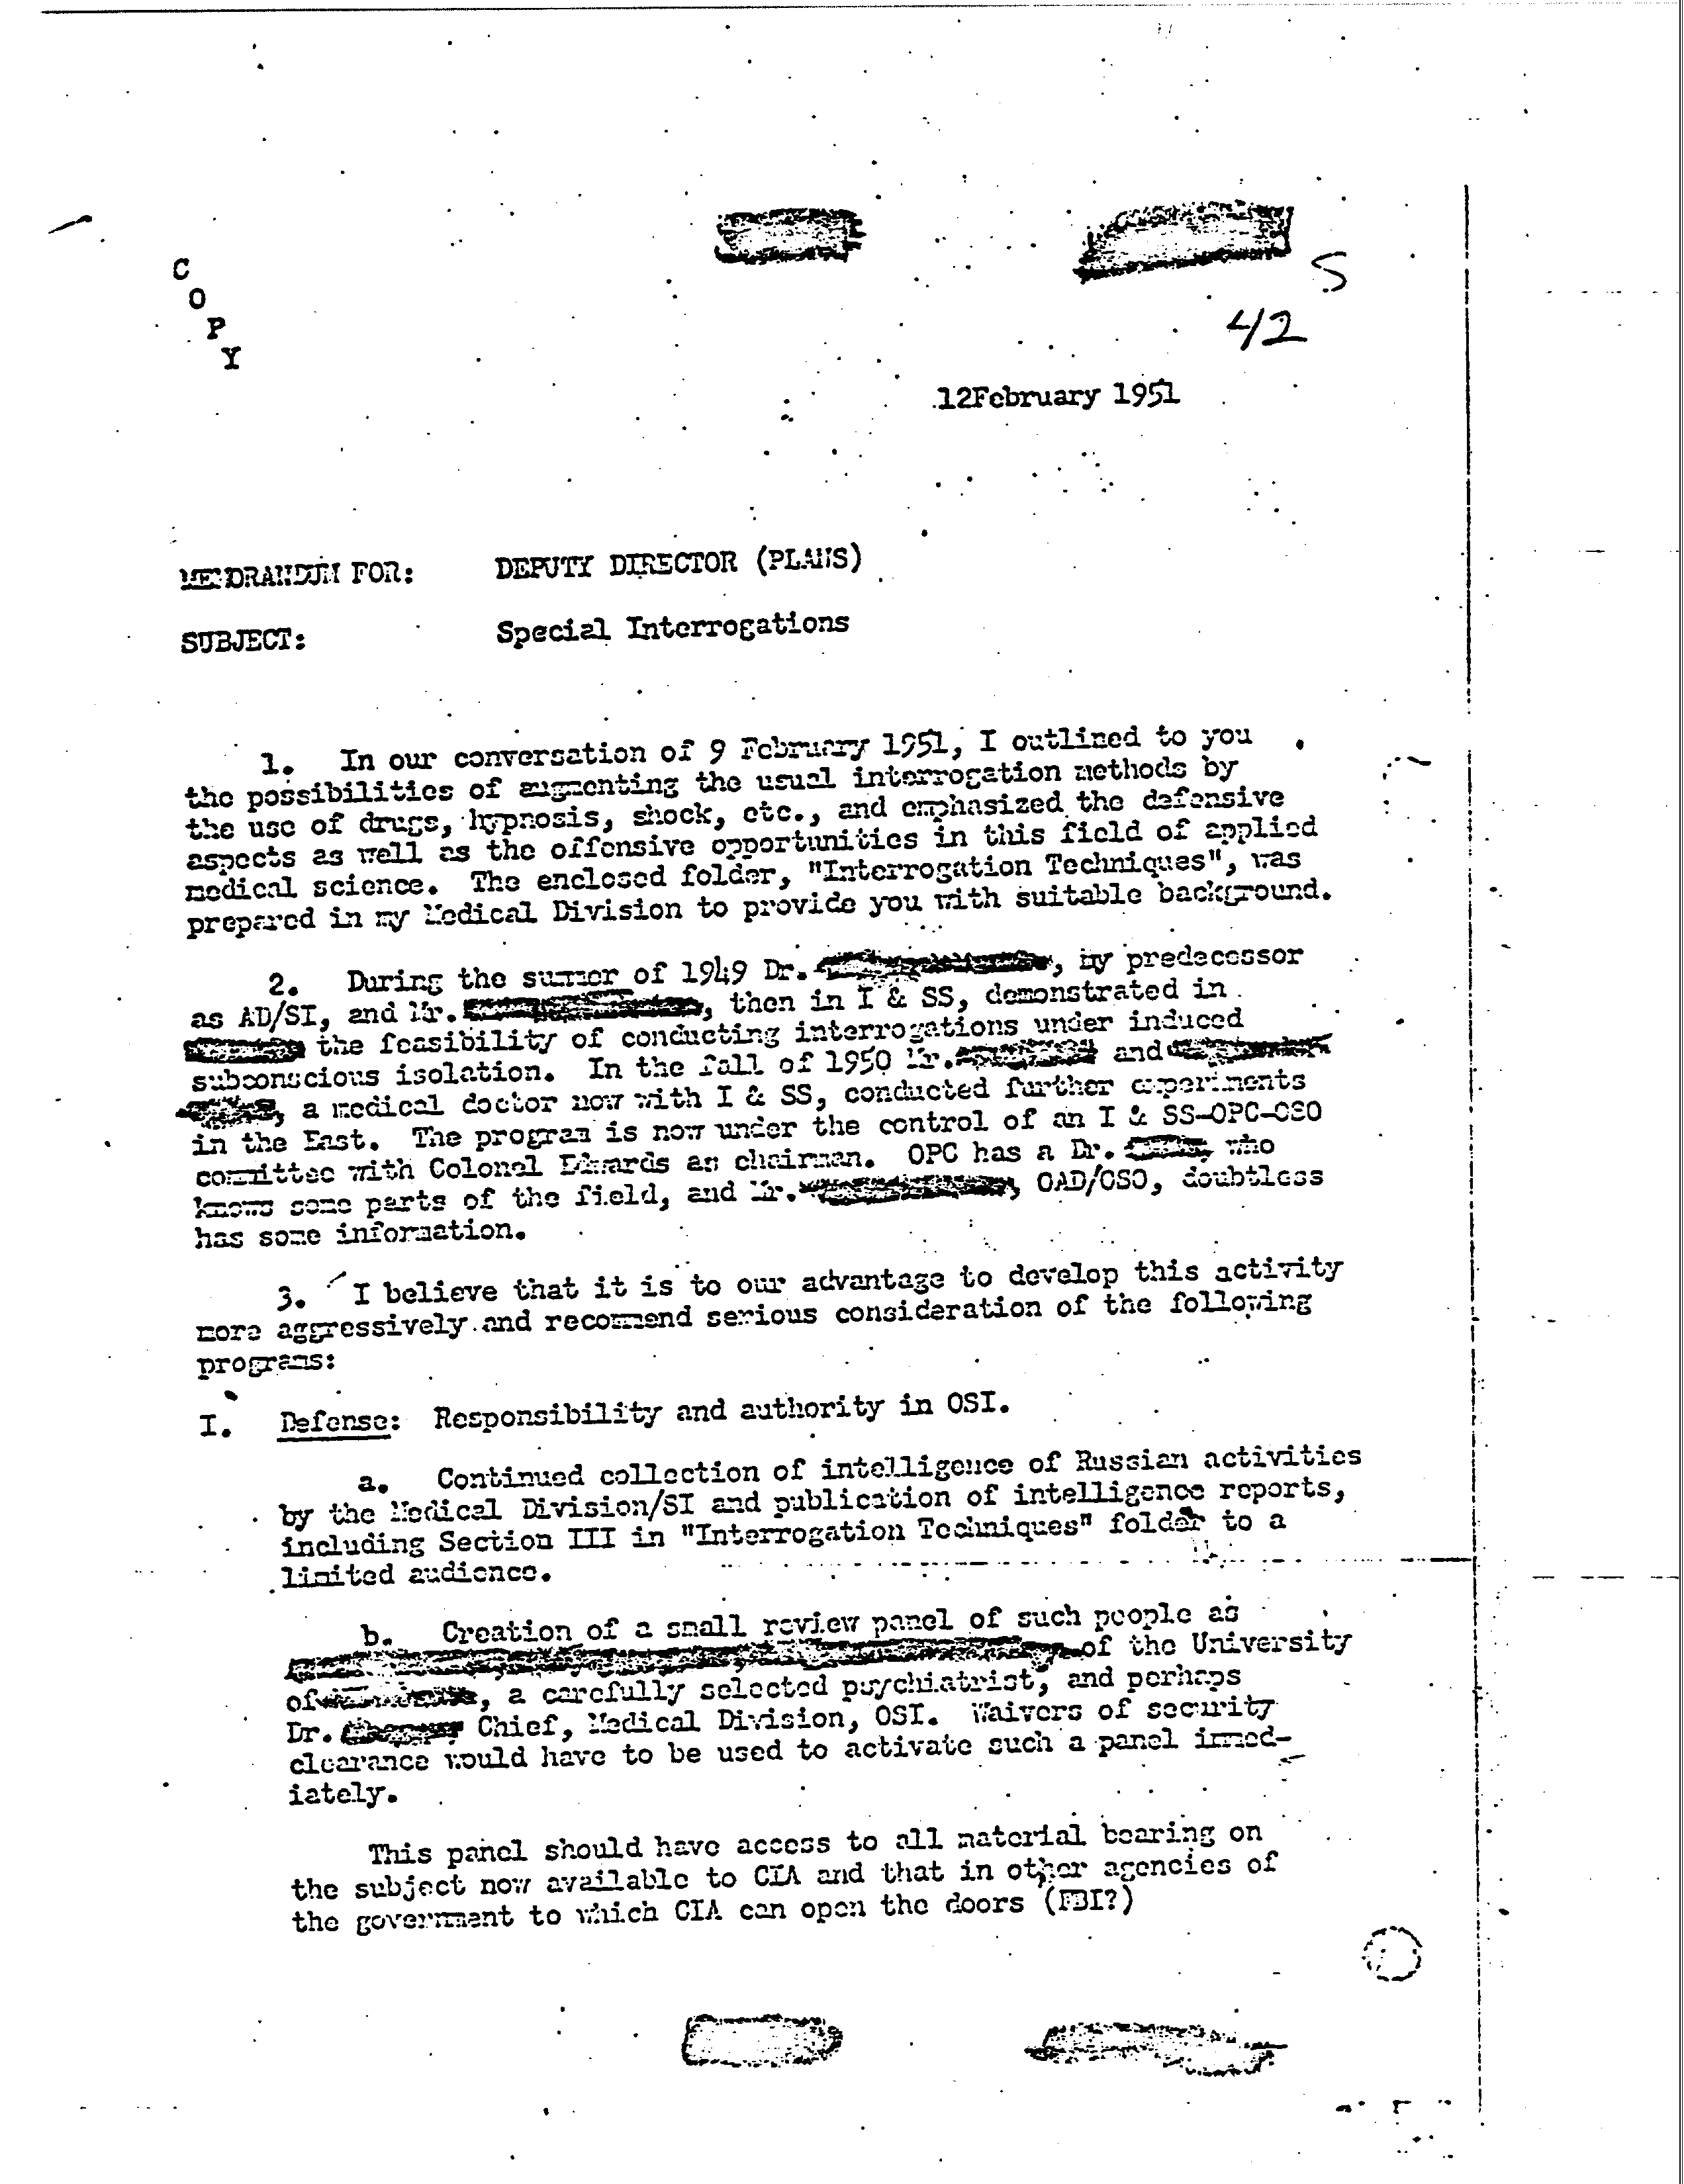 C
O
P
Y
S
42
12February 1951
MEMORANDUM FOR: DEPUTY DIRECTOR (PLANS)
SUBJECT: Special Interrogations
1. In our conversation of 9 February 1951, I outlined to you
the possibilities of augmenting the usual interrogation methods by
the use of drugs, hypnosis, shock, etc., and emphasized the defensive
aspects as well as the offensive opportunities in this field of applied
medical science. The enclosed folder, "Interrogation Techniques", was
prepared in my Medical Division to provide you with suitable background.
2. During the summer of 1949 Dr. , my predecessor
as AD/SI, and Mr. , then in I & SS, demonstrated in
the feasibility of conducting interrogations under induced
subconscious isolation. In the fall of 1950 Mr. and
, a medical doctor now with I & SS, conducted further experiments
in the East. The program is now under the control of an I & SS-OPC-OSO
committee with Colonel Edwards as chairman. OPC has a Dr. , who
knows some parts of the field, and Mr. , OAD/OSO, doubtless
has some information.
3. I believe that it is to our advantage to develop this activity
more aggressively and recommend serious consideration of the following
programs:
I. Defense: Responsibility and authority in OSI.
a. Continued collection of intelligence of Russian activities
by the Medical Division/SI and publication of intelligence reports,
including Section III in "Interrogation Techniques" folder to a
limited audience.
b. Creation of a small review panel of such people as
of the University
of , a carefully selected psychiatrist, and perhaps
Dr. Chief, Medical Division, OSI. Waivers of security
clearance would have to be used to activate such a panel immed-
iately.
This panel should have access to all material bearing on
the subject now available to CIA and that in other agencies of
the government to which CIA can open the doors (FBI?)